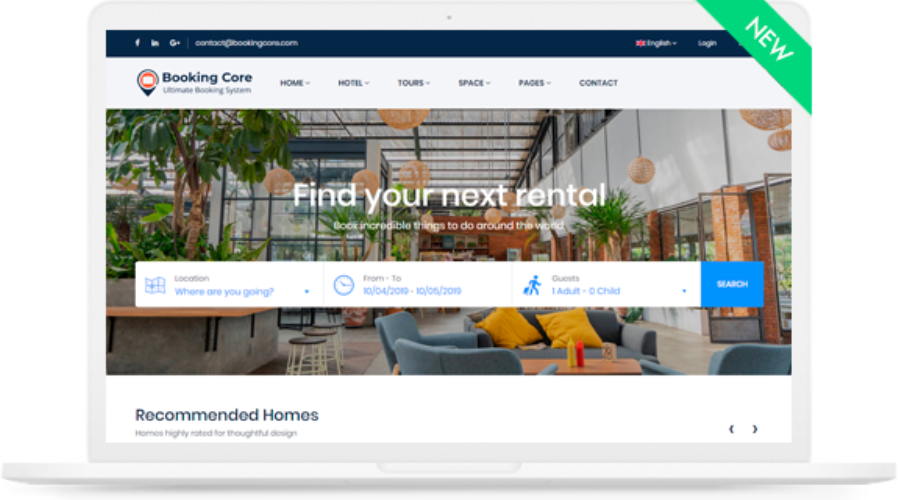 NEW
f in G+ contact@bookingcore.com English Login
Booking Core
Ultimate Booking System
HOME HOTEL TOURS SPACE PAGES CONTACT
Find your next rental
Book incredible things to do around the world
Location
Where are you going?
From - To
10/04/2019 - 10/05/2019
Guests
1 Adult - 0 Child
SEARCH
Recommended Homes
Homes highly rated for thoughtful design